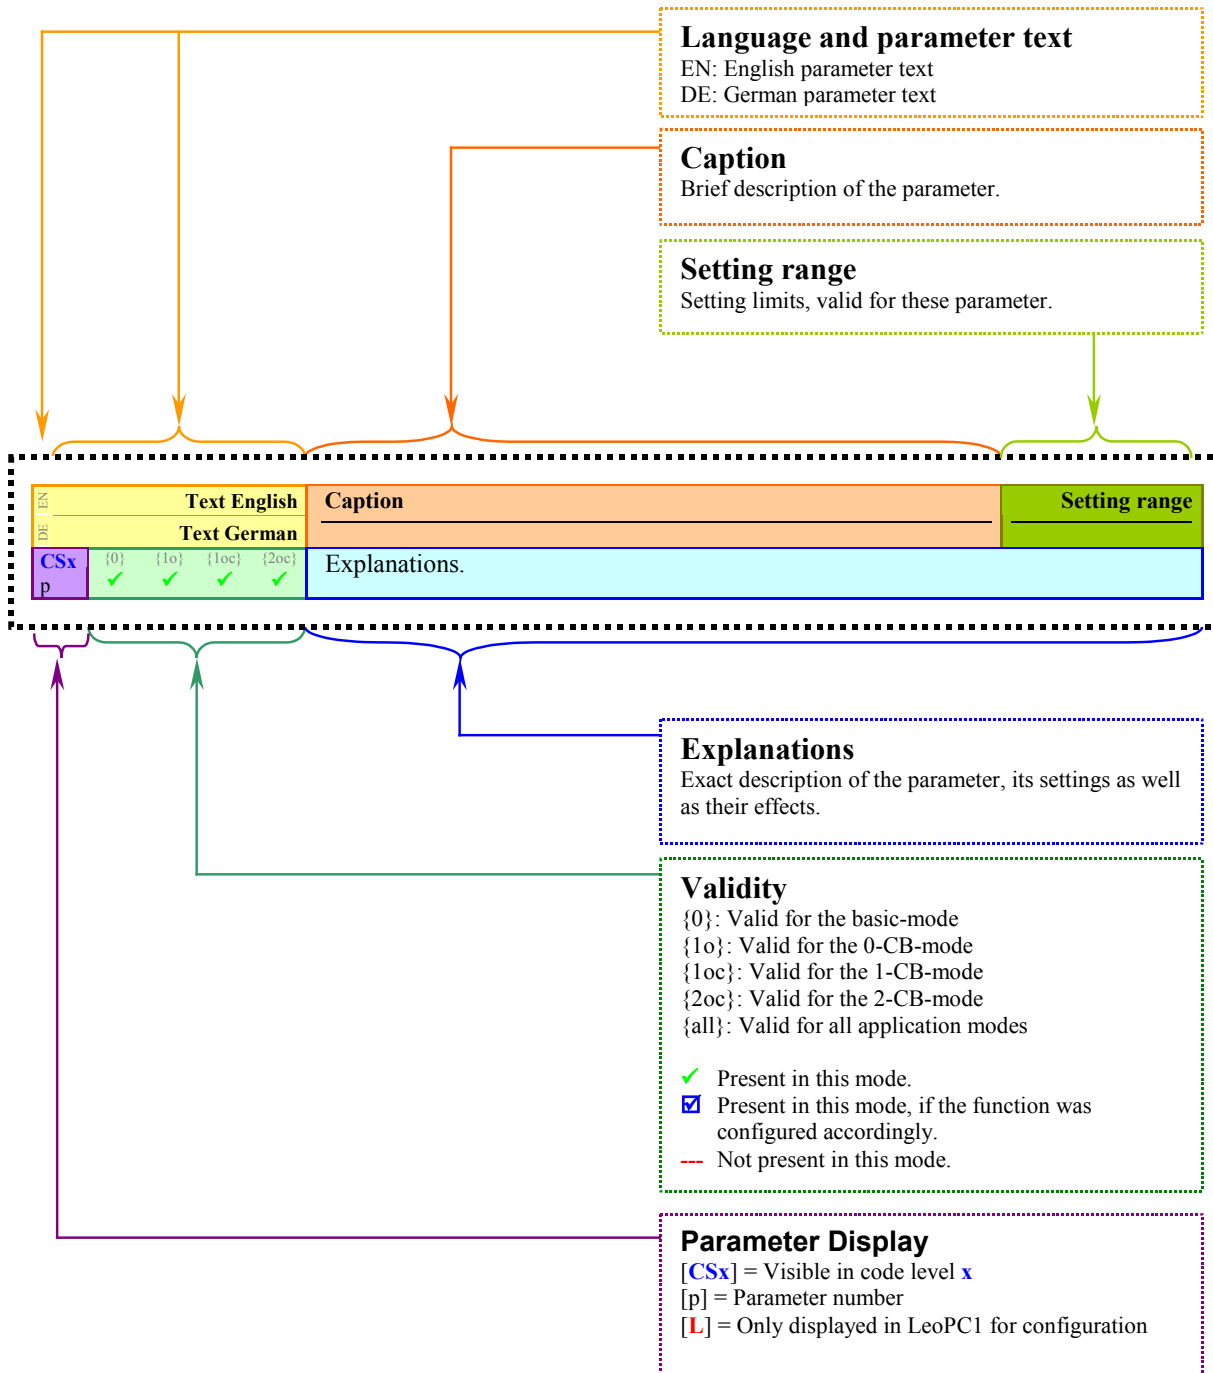 Language and parameter text
EN: English parameter text
DE: German parameter text
Caption
Brief description of the parameter.
Setting range
Setting limits, valid for these parameter.
EN Text English Caption Setting range
DE Text German
CSx {0} {1o} {1oc} {2oc} Explanations.
p ✓ ✓ ✓ ✓
Explanations
Exact description of the parameter, its settings as well
as their effects.
Validity
{0}: Valid for the basic-mode
{1o}: Valid for the 0-CB-mode
{1oc}: Valid for the 1-CB-mode
{2oc}: Valid for the 2-CB-mode
{all}: Valid for all application modes
✓ Present in this mode.
☑ Present in this mode, if the function was
configured accordingly.
--- Not present in this mode.
Parameter Display
[CSx] = Visible in code level x
[p] = Parameter number
[L] = Only displayed in LeoPC1 for configuration